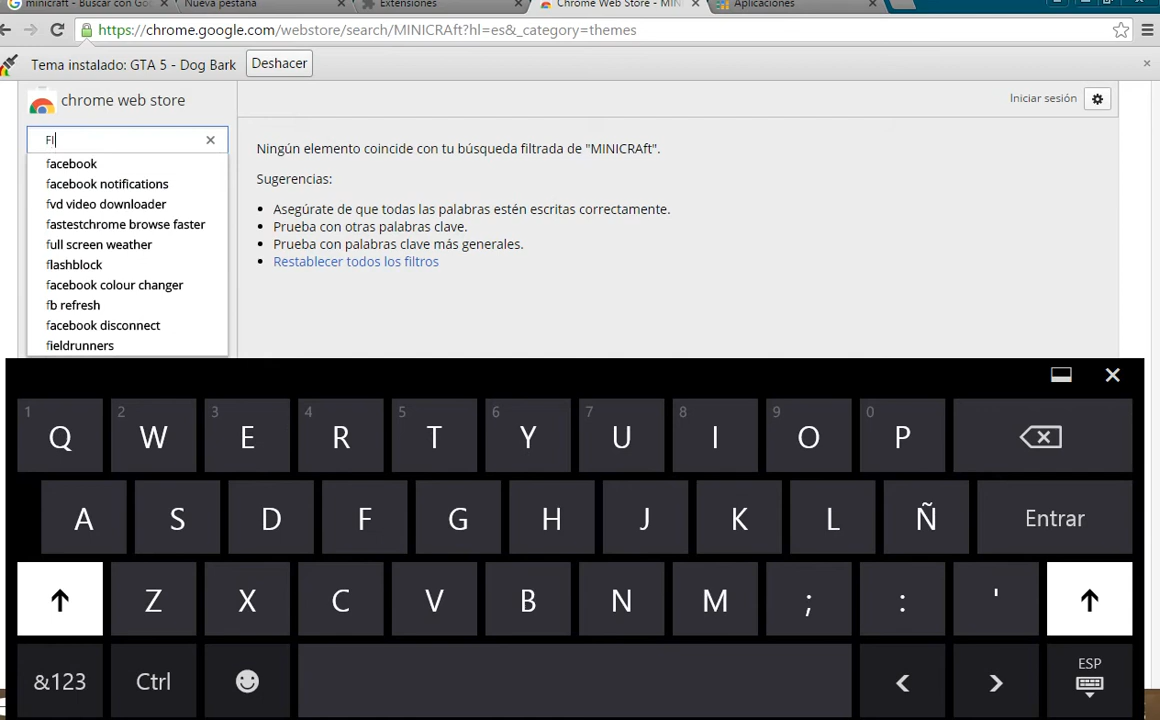 minicraft - Buscar con Go
Nueva pestaña
Extensiones
Chrome Web Store - MINI
Aplicaciones
https://chrome.google.com/webstore/search/MINICRAft?hl=es&_category=themes
Tema instalado: GTA 5 - Dog Bark
Deshacer
chrome web store
Iniciar sesión
FI
facebook
facebook notifications
fvd video downloader
fastestchrome browse faster
full screen weather
flashblock
facebook colour changer
fb refresh
facebook disconnect
fieldrunners
Ningún elemento coincide con tu búsqueda filtrada de "MINICRAft".
Sugerencias:
• Asegúrate de que todas las palabras estén escritas correctamente.
• Prueba con otras palabras clave.
• Prueba con palabras clave más generales.
• Restablecer todos los filtros
1 2 3 4 5 6 7 8 9 0
Q W E R T Y U I O P
A S D F G H J K L Ñ Entrar
Z X C V B N M ; : '
&123 Ctrl < > ESP